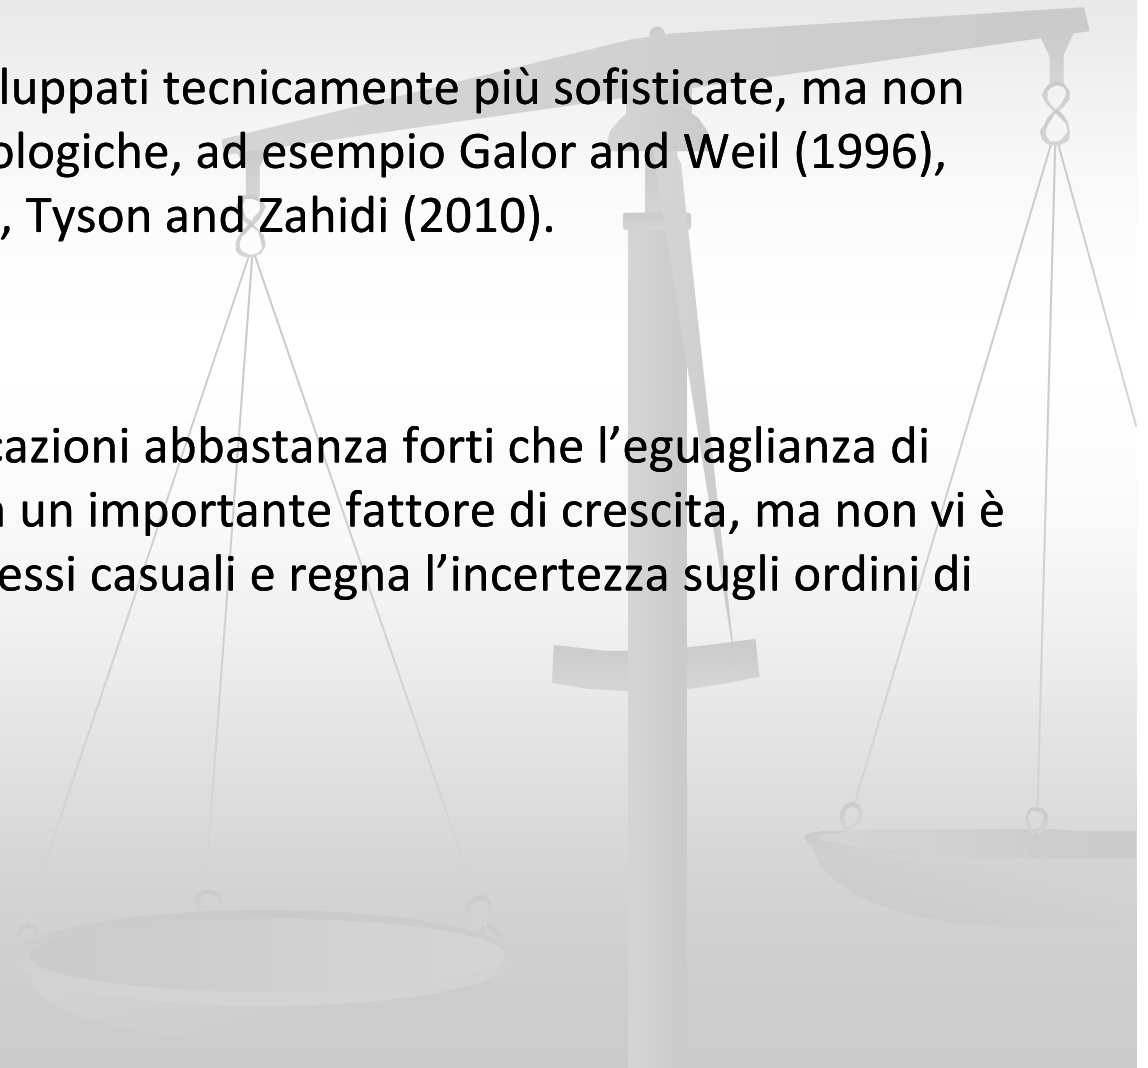 luppati tecnicamente più sofisticate, ma non
ologiche, ad esempio Galor and Weil (1996),
, Tyson and Zahidi (2010).
cazioni abbastanza forti che l’eguaglianza di
un importante fattore di crescita, ma non vi è
essi casuali e regna l’incertezza sugli ordini di